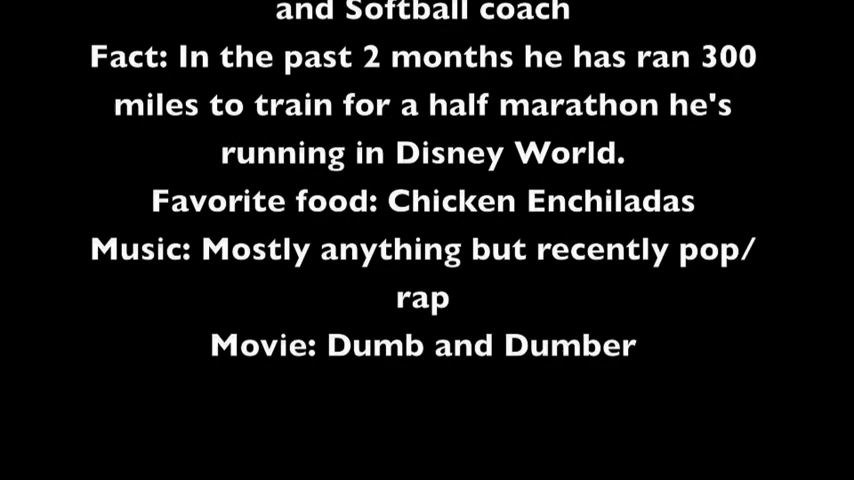 and Softball coach
Fact: In the past 2 months he has ran 300
miles to train for a half marathon he's
running in Disney World.
Favorite food: Chicken Enchiladas
Music: Mostly anything but recently pop/
rap
Movie: Dumb and Dumber